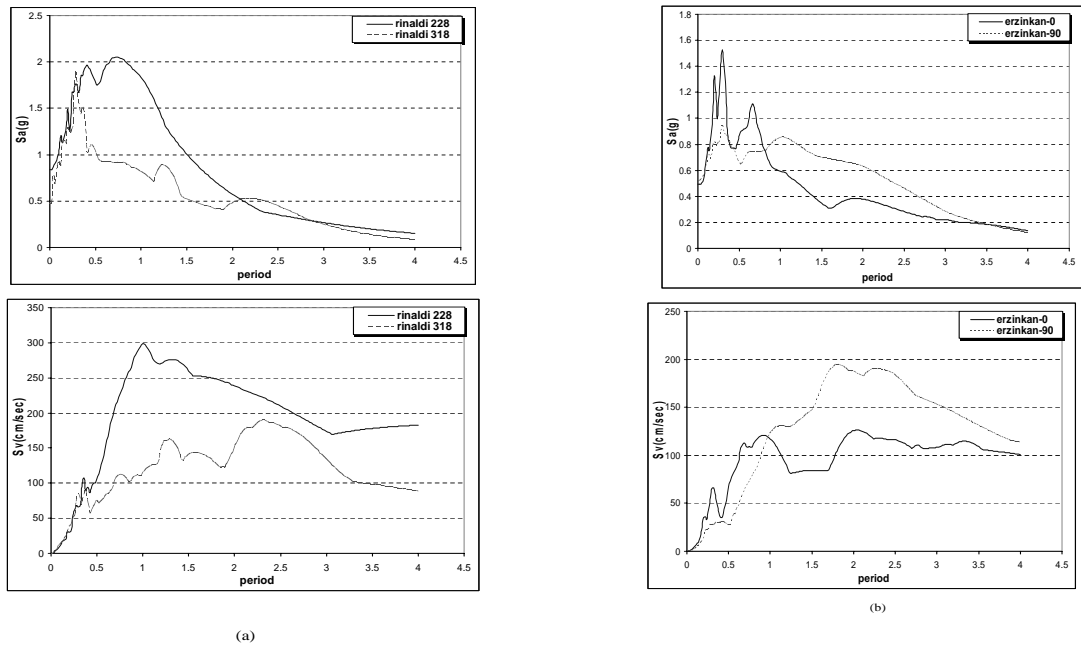 2.5
2
1.5
1
0.5
0
Sa(g)
rinaldi 228
rinaldi 318
0 0.5 1 1.5 2 2.5 3 3.5 4 4.5
period
350
300
250
200
150
100
50
0
Sv(cm/sec)
rinaldi 228
rinaldi 318
0 0.5 1 1.5 2 2.5 3 3.5 4 4.5
period
(a)
1.8
1.6
1.4
1.2
1
0.8
0.6
0.4
0.2
0
Sa(g)
erzinkan-0
erzinkan-90
0 0.5 1 1.5 2 2.5 3 3.5 4 4.5
period
250
200
150
100
50
0
Sv(cm/sec)
erzinkan-0
erzinkan-90
0 0.5 1 1.5 2 2.5 3 3.5 4 4.5
period
(b)